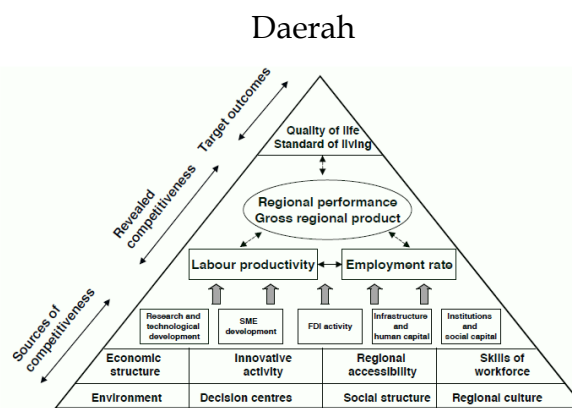 Daerah
Target outcomes
Revealed
competitiveness
Sources of
competitiveness
Quality of life
Standard of living
Regional performance
Gross regional product
Labour productivity
Employment rate
Research and
technological
development
SME
development
FDI activity
Infrastructure
and
human capital
Institutions
and
social capital
Economic
structure
Innovative
activity
Regional
accessibility
Skills of
workforce
Environment
Decision centres
Social structure
Regional culture